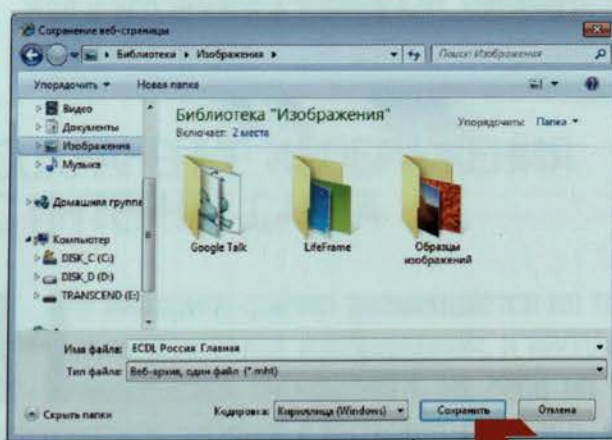 Сохранение веб-страницы
Библиотеки Изображения Поиск: Изображения
Упорядочить Новая папка
Видео
Документы
Изображения
Музыка
Домашняя группа
Компьютер
DISK_C (C:)
DISK_D (D:)
TRANSCEND (E:)
Библиотека "Изображения"
Включает: 2 места
Упорядочить: Папка
Google Talk LifeFrame Образцы
изображений
Имя файла: ECDL Россия Главная
Тип файла: Веб-архив, один файл (*.mht)
Скрыть папки Кодировка: Кириллица (Windows) Сохранить Отмена